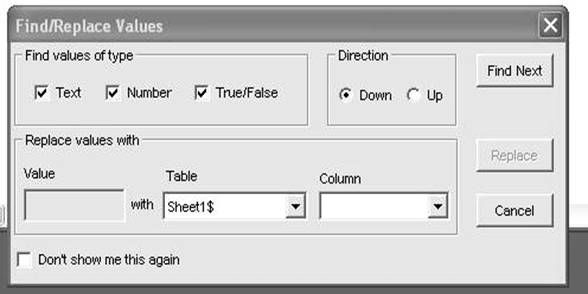 Find/Replace Values
Find values of type
Text
Number
True/False
Direction
Down
Up
Find Next
Replace values with
Value
with
Table
Sheet1$
Column
Replace
Cancel
Don't show me this again